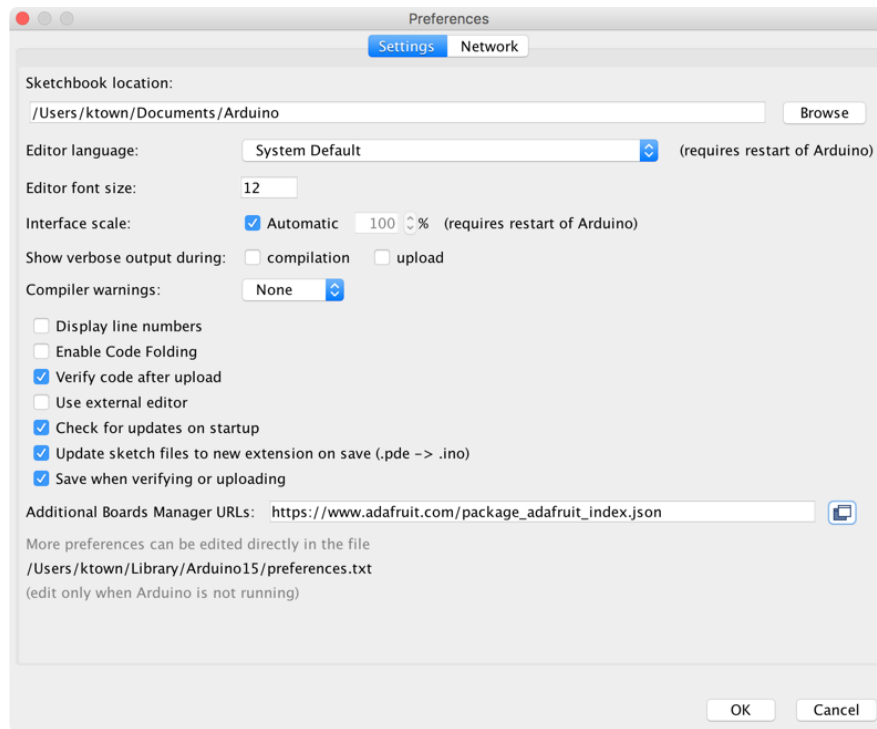 Preferences
Settings Network
Sketchbook location:
/Users/ktown/Documents/Arduino Browse
Editor language: System Default (requires restart of Arduino)
Editor font size: 12
Interface scale: Automatic 100 % (requires restart of Arduino)
Show verbose output during: compilation upload
Compiler warnings: None
Display line numbers
Enable Code Folding
Verify code after upload
Use external editor
Check for updates on startup
Update sketch files to new extension on save (.pde -> .ino)
Save when verifying or uploading
Additional Boards Manager URLs: https://www.adafruit.com/package_adafruit_index.json
More preferences can be edited directly in the file
/Users/ktown/Library/Arduino15/preferences.txt
(edit only when Arduino is not running)
OK Cancel